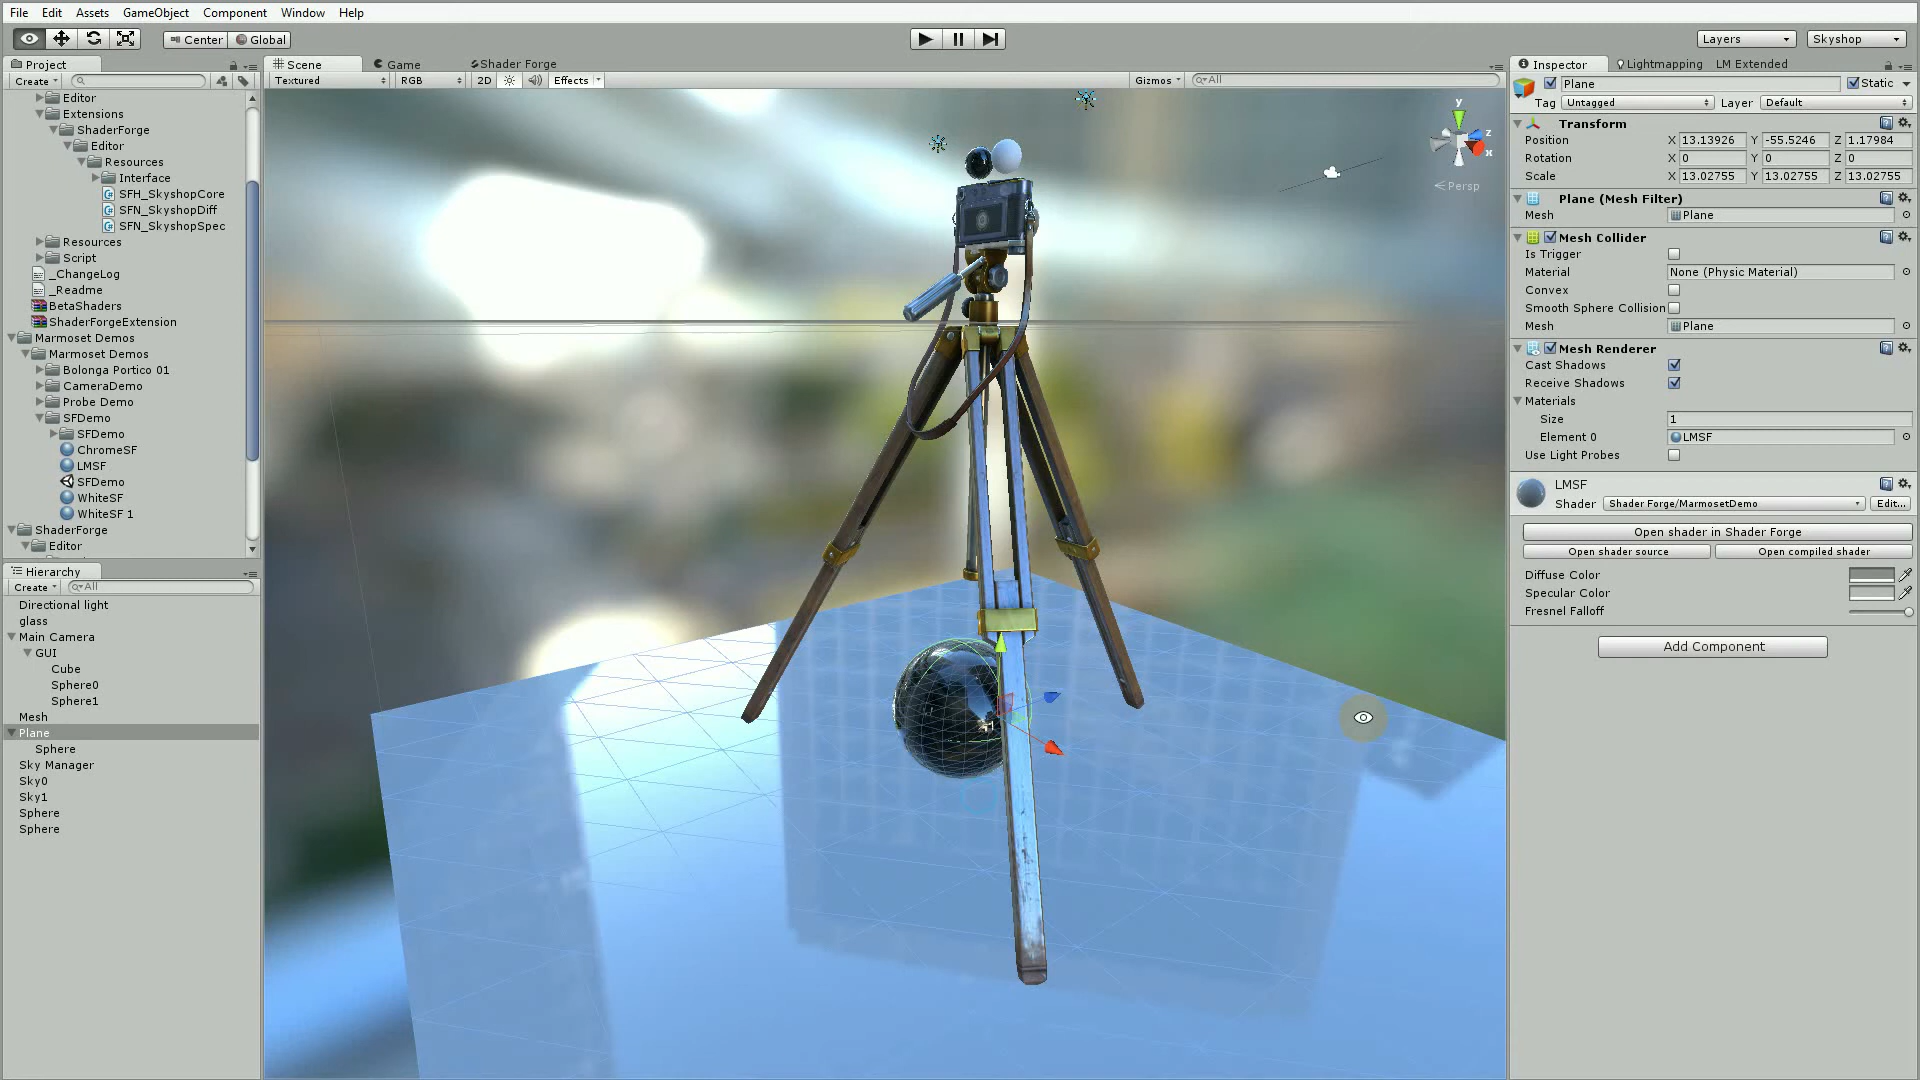 File Edit Assets GameObject Component Window Help
Center Global
Layers Skyshop
Project
Create
Editor
Extensions
ShaderForge
Editor
Resources
Interface
SFH_SkyshopCore
SFN_SkyshopDiff
SFN_SkyshopSpec
Resources
Script
_ChangeLog
_Readme
BetaShaders
ShaderForgeExtension
Marmoset Demos
Marmoset Demos
Bolonga Portico 01
CameraDemo
Probe Demo
SFDemo
SFDemo
ChromeSF
LMSF
SFDemo
WhiteSF
WhiteSF 1
ShaderForge
Editor
Hierarchy
Create All
Directional light
glass
Main Camera
GUI
Cube
Sphere0
Sphere1
Mesh
Plane
Sphere
Sky Manager
Sky0
Sky1
Sphere
Sphere
Scene Game Shader Forge
Textured RGB 2D Effects Gizmos All
y
z
x
Persp
Inspector Lightmapping LM Extended
Plane Static
Tag Untagged Layer Default
Transform
Position X 13.13926 Y -55.5246 Z 1.17984
Rotation X 0 Y 0 Z 0
Scale X 13.02755 Y 13.02755 Z 13.02755
Plane (Mesh Filter)
Mesh Plane
Mesh Collider
Is Trigger
Material None (Physic Material)
Convex
Smooth Sphere Collision
Mesh Plane
Mesh Renderer
Cast Shadows
Receive Shadows
Materials
Size 1
Element 0 LMSF
Use Light Probes
LMSF
Shader Shader Forge/MarmosetDemo Edit...
Open shader in Shader Forge
Open shader source Open compiled shader
Diffuse Color
Specular Color
Fresnel Falloff
Add Component